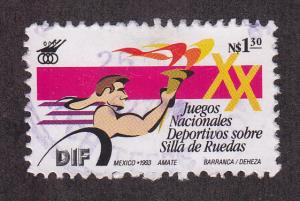 N$1.30
XX
Juegos
Nacionales
Deportivos sobre
Silla de Ruedas
DIF
MEXICO • 1993 AMATE BARRANCA / DEHEZA